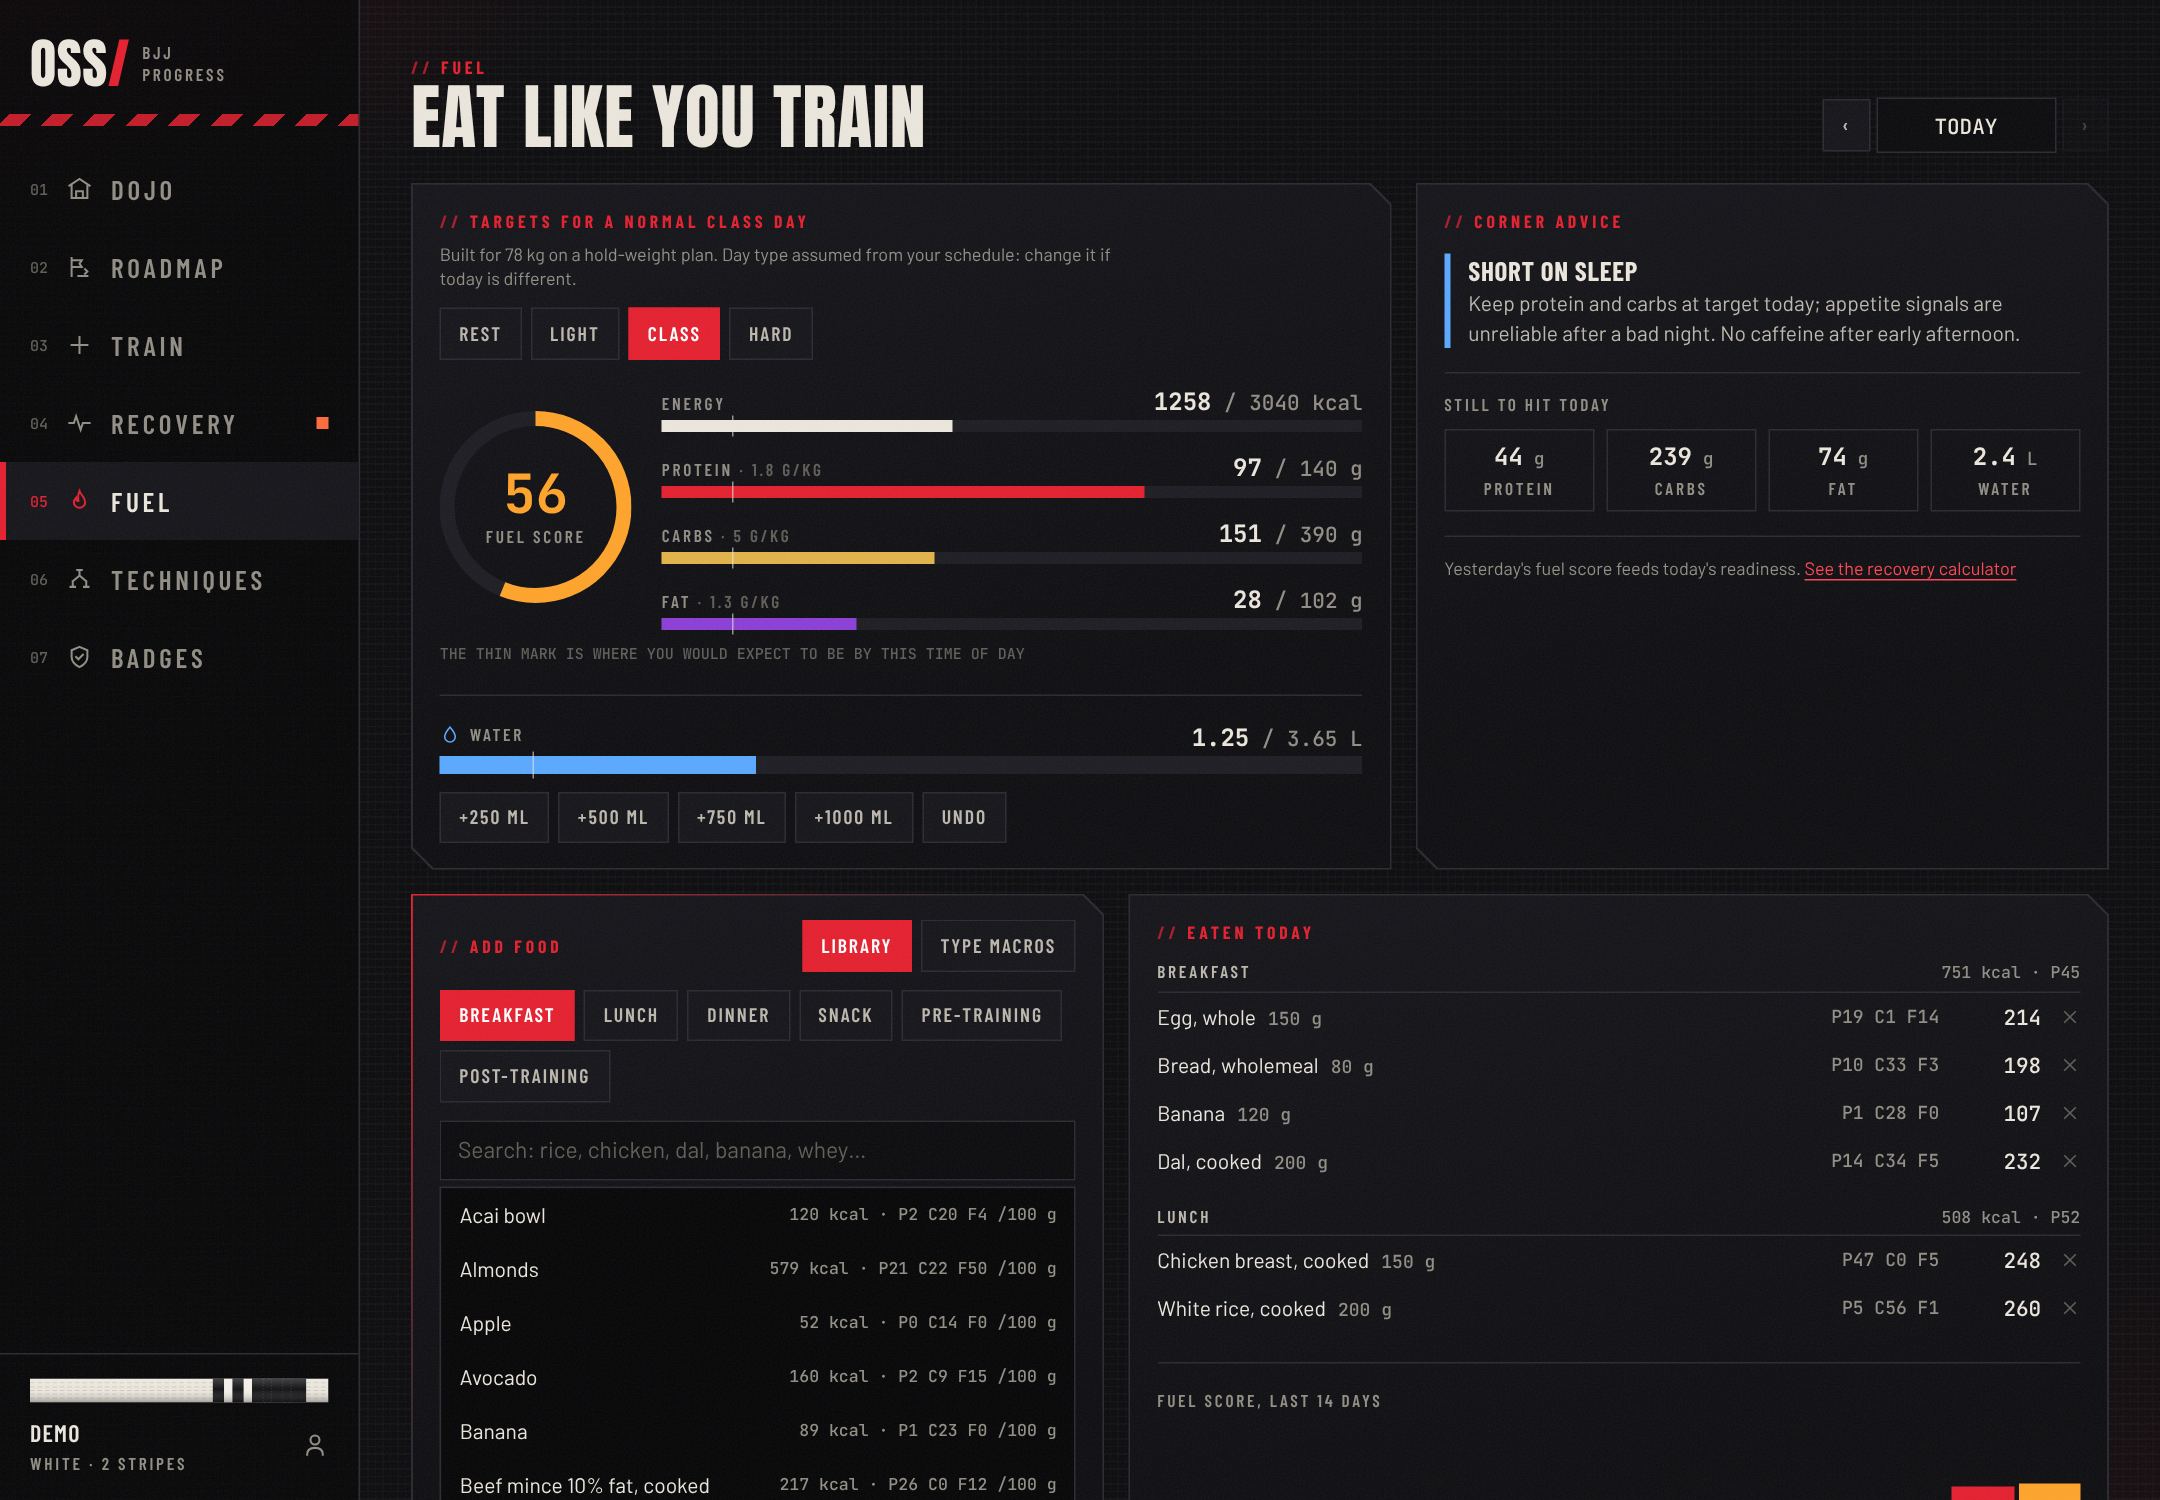 OSS/
BJJ
PROGRESS
01 DOJO
02 ROADMAP
03 TRAIN
04 RECOVERY
05 FUEL
06 TECHNIQUES
07 BADGES
DEMO
WHITE · 2 STRIPES
// FUEL
EAT LIKE YOU TRAIN
‹ TODAY ›
// TARGETS FOR A NORMAL CLASS DAY
Built for 78 kg on a hold-weight plan. Day type assumed from your schedule: change it if
today is different.
REST LIGHT CLASS HARD
56
FUEL SCORE
ENERGY 1258 / 3040 kcal
PROTEIN · 1.8 G/KG 97 / 140 g
CARBS · 5 G/KG 151 / 390 g
FAT · 1.3 G/KG 28 / 102 g
THE THIN MARK IS WHERE YOU WOULD EXPECT TO BE BY THIS TIME OF DAY
WATER 1.25 / 3.65 L
+250 ML +500 ML +750 ML +1000 ML UNDO
// CORNER ADVICE
SHORT ON SLEEP
Keep protein and carbs at target today; appetite signals are
unreliable after a bad night. No caffeine after early afternoon.
STILL TO HIT TODAY
44 g 239 g 74 g 2.4 L
PROTEIN CARBS FAT WATER
Yesterday's fuel score feeds today's readiness. See the recovery calculator
// ADD FOOD LIBRARY TYPE MACROS
BREAKFAST LUNCH DINNER SNACK PRE-TRAINING
POST-TRAINING
Search: rice, chicken, dal, banana, whey...
Acai bowl 120 kcal · P2 C20 F4 /100 g
Almonds 579 kcal · P21 C22 F50 /100 g
Apple 52 kcal · P0 C14 F0 /100 g
Avocado 160 kcal · P2 C9 F15 /100 g
Banana 89 kcal · P1 C23 F0 /100 g
Beef mince 10% fat, cooked 217 kcal · P26 C0 F12 /100 g
// EATEN TODAY
BREAKFAST 751 kcal · P45
Egg, whole 150 g P19 C1 F14 214 ×
Bread, wholemeal 80 g P10 C33 F3 198 ×
Banana 120 g P1 C28 F0 107 ×
Dal, cooked 200 g P14 C34 F5 232 ×
LUNCH 508 kcal · P52
Chicken breast, cooked 150 g P47 C0 F5 248 ×
White rice, cooked 200 g P5 C56 F1 260 ×
FUEL SCORE, LAST 14 DAYS